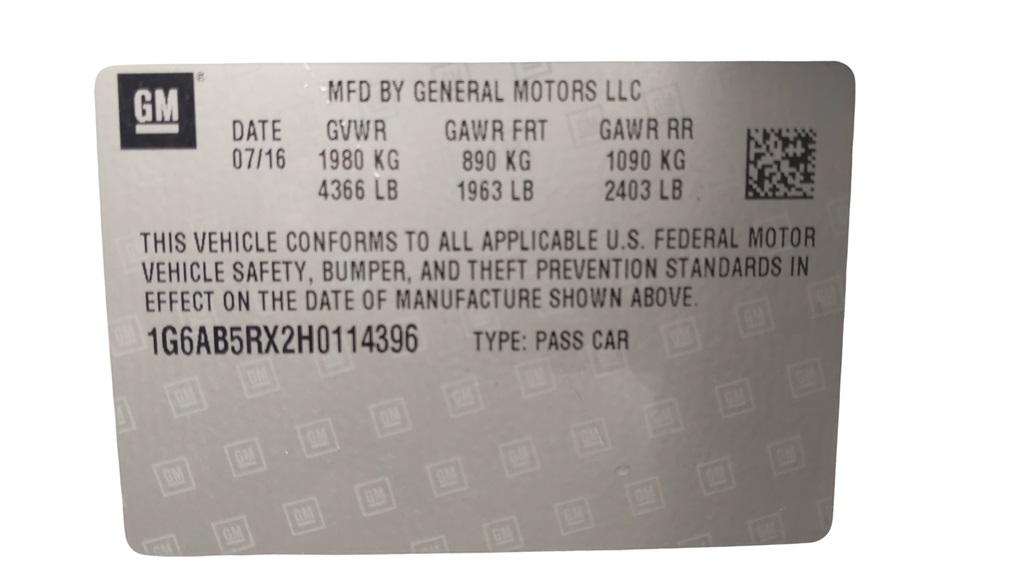 GM
MFD BY GENERAL MOTORS LLC
DATE GVWR GAWR FRT GAWR RR
07/16 1980 KG 890 KG 1090 KG
4366 LB 1963 LB 2403 LB
THIS VEHICLE CONFORMS TO ALL APPLICABLE U.S. FEDERAL MOTOR
VEHICLE SAFETY, BUMPER, AND THEFT PREVENTION STANDARDS IN
EFFECT ON THE DATE OF MANUFACTURE SHOWN ABOVE.
1G6AB5RX2H0114396 TYPE: PASS CAR